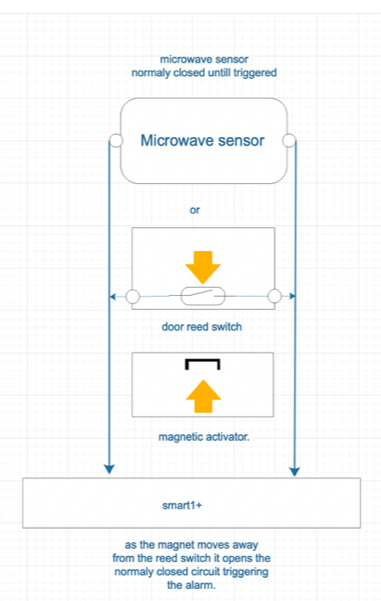 microwave sensor
normaly closed untill triggered
Microwave sensor
or
door reed switch
magnetic activator.
smart1+
as the magnet moves away
from the reed switch it opens the
normaly closed circuit triggering
the alarm.